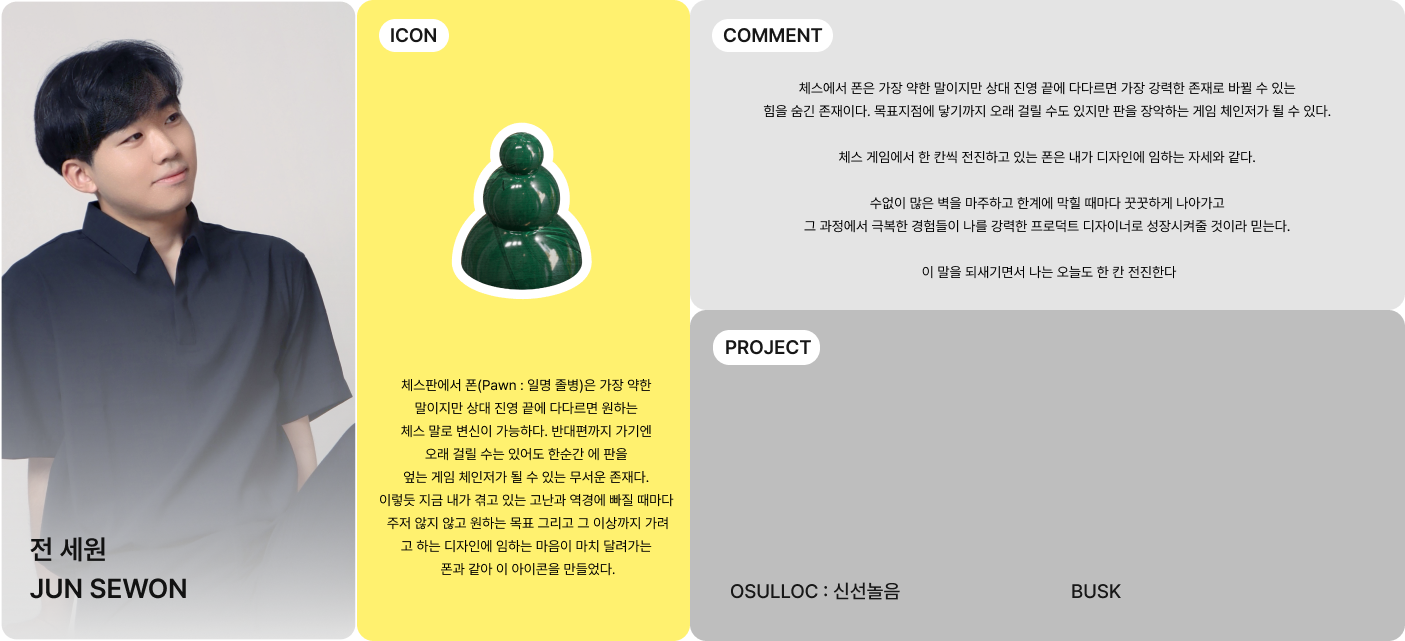 전 세원
JUN SEWON
ICON
체스판에서 폰(Pawn : 일명 졸병)은 가장 약한
말이지만 상대 진영 끝에 다다르면 원하는
체스 말로 변신이 가능하다. 반대편까지 가기엔
오래 걸릴 수는 있어도 한순간 에 판을
엎는 게임 체인저가 될 수 있는 무서운 존재다.
이렇듯 지금 내가 겪고 있는 고난과 역경에 빠질 때마다
주저 않지 않고 원하는 목표 그리고 그 이상까지 가려
고 하는 디자인에 임하는 마음이 마치 달려가는
폰과 같아 이 아이콘을 만들었다.
COMMENT
체스에서 폰은 가장 약한 말이지만 상대 진영 끝에 다다르면 가장 강력한 존재로 바뀔 수 있는
힘을 숨긴 존재이다. 목표지점에 닿기까지 오래 걸릴 수도 있지만 판을 장악하는 게임 체인저가 될 수 있다.
체스 게임에서 한 칸씩 전진하고 있는 폰은 내가 디자인에 임하는 자세와 같다.
수없이 많은 벽을 마주하고 한계에 막힐 때마다 꿋꿋하게 나아가고
그 과정에서 극복한 경험들이 나를 강력한 프로덕트 디자이너로 성장시켜줄 것이라 믿는다.
이 말을 되새기면서 나는 오늘도 한 칸 전진한다
PROJECT
OSULLOC : 신선놀음
BUSK